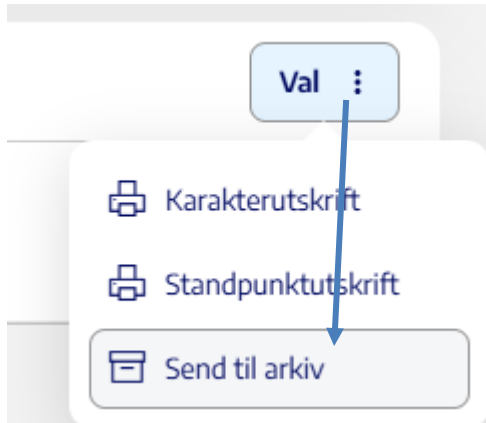 Val
Karakterutskrift
Standpunktutskrift
Send til arkiv